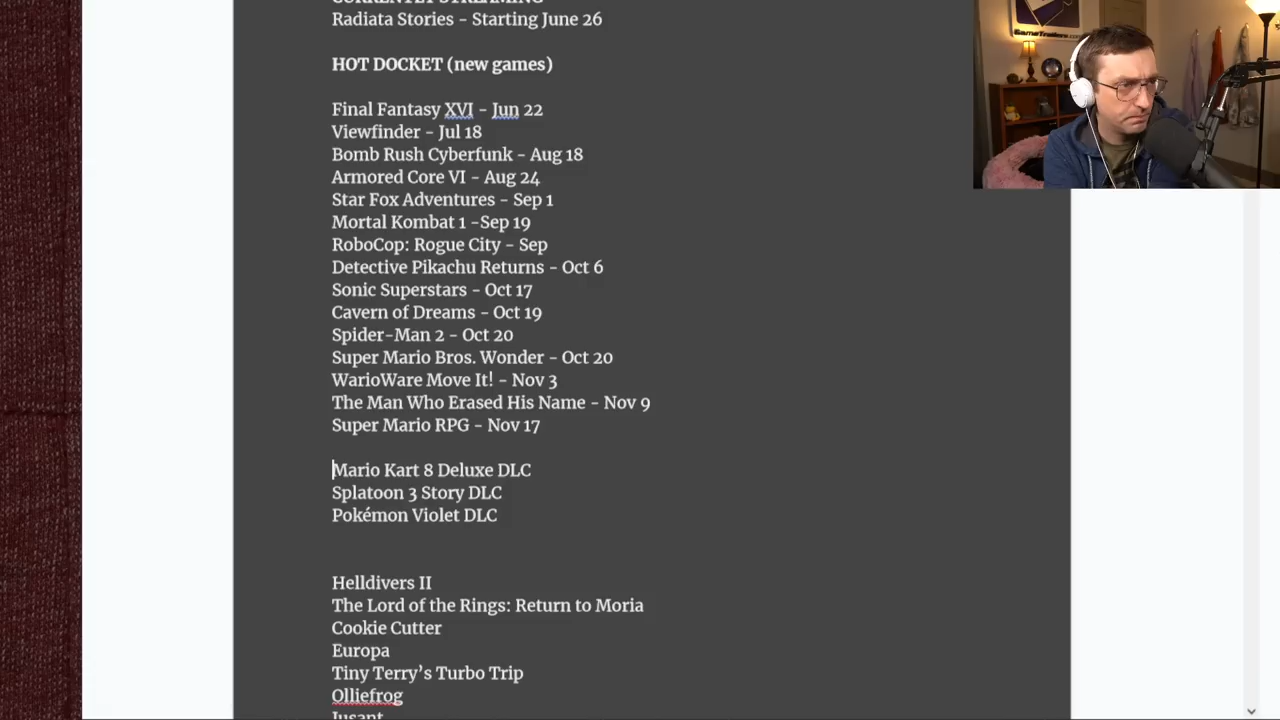 CURRENTLY STREAMING
Radiata Stories - Starting June 26
HOT DOCKET (new games)
Final Fantasy XVI - Jun 22
Viewfinder - Jul 18
Bomb Rush Cyberfunk - Aug 18
Armored Core VI - Aug 24
Star Fox Adventures - Sep 1
Mortal Kombat 1 -Sep 19
RoboCop: Rogue City - Sep
Detective Pikachu Returns - Oct 6
Sonic Superstars - Oct 17
Cavern of Dreams - Oct 19
Spider-Man 2 - Oct 20
Super Mario Bros. Wonder - Oct 20
WarioWare Move It! - Nov 3
The Man Who Erased His Name - Nov 9
Super Mario RPG - Nov 17
Mario Kart 8 Deluxe DLC
Splatoon 3 Story DLC
Pokémon Violet DLC
Helldivers II
The Lord of the Rings: Return to Moria
Cookie Cutter
Europa
Tiny Terry’s Turbo Trip
Olliefrog
Jusant
GameTrailers.com